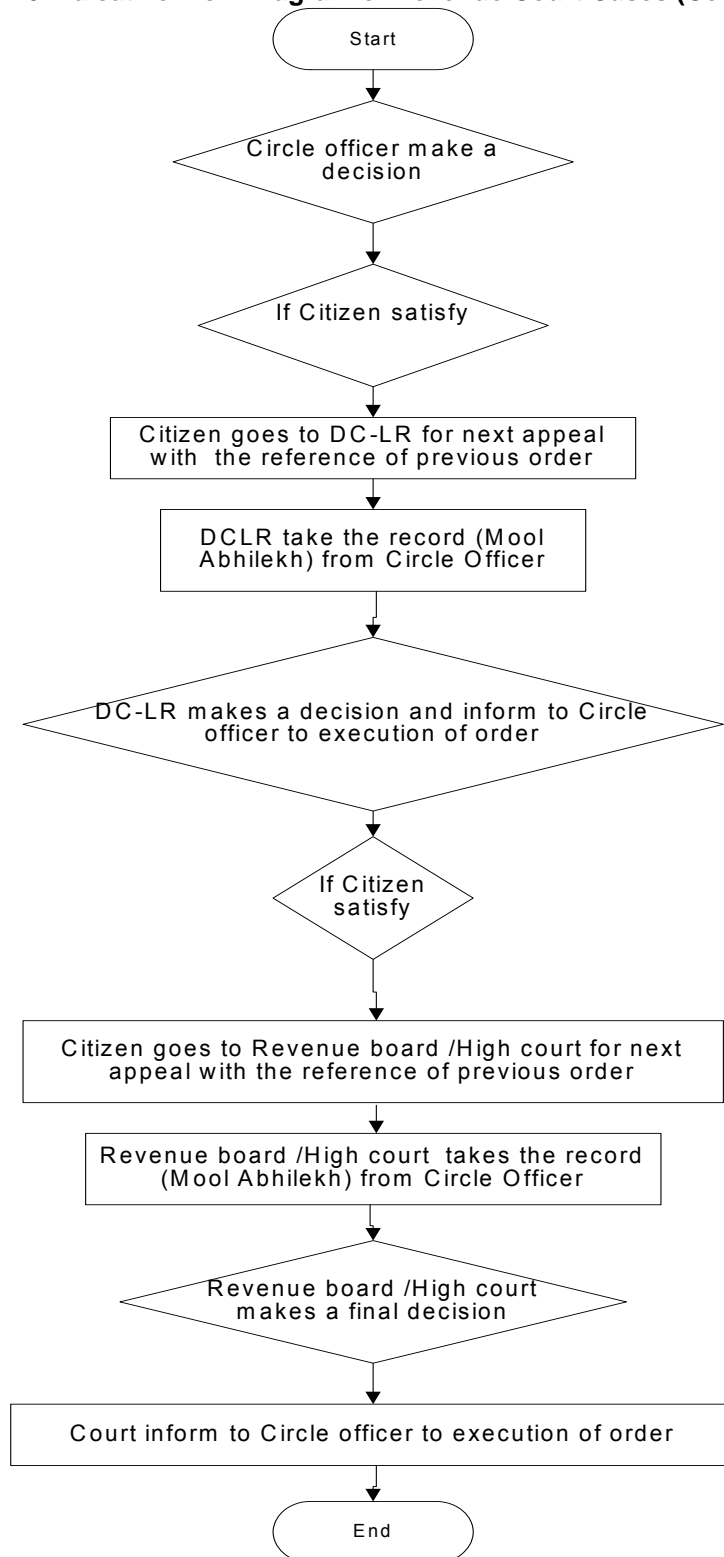 Start
Circle officer make a
decision
If Citizen satisfy
Citizen goes to DC-LR for next appeal
with the reference of previous order
DCLR take the record (Mool
Abhilekh) from Circle Officer
DC-LR makes a decision and inform to Circle
officer to execution of order
If Citizen
satisfy
Citizen goes to Revenue board /High court for next
appeal with the reference of previous order
Revenue board /High court takes the record
(Mool Abhilekh) from Circle Officer
Revenue board /High court
makes a final decision
Court inform to Circle officer to execution of order
End